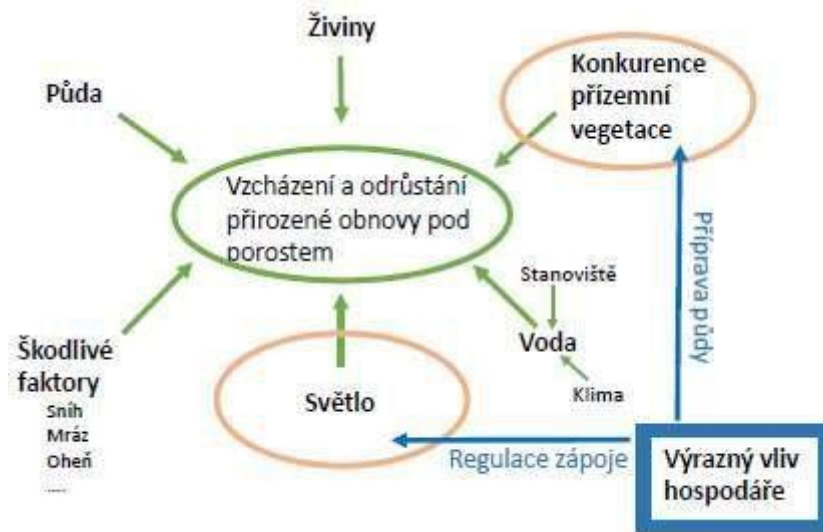 Živiny
Konkurence
přízemní
vegetace
Půda
Vzcházení a odrůstání
přirozené obnovy pod
porostem
Příprava půdy
Stanoviště
Voda
Klima
Škodlivé
faktory
Sníh
Mráz
Oheň
.....
Světlo
Regulace zápoje
Výrazný vliv
hospodáře